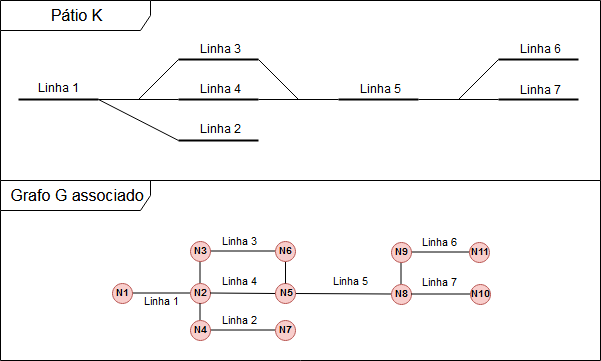 Pátio K
Linha 3
Linha 6
Linha 1
Linha 4
Linha 5
Linha 7
Linha 2
Grafo G associado
N3
Linha 3
N6
N9
Linha 6
N11
N1
Linha 1
N2
Linha 4
N5
Linha 5
N8
Linha 7
N10
N4
Linha 2
N7